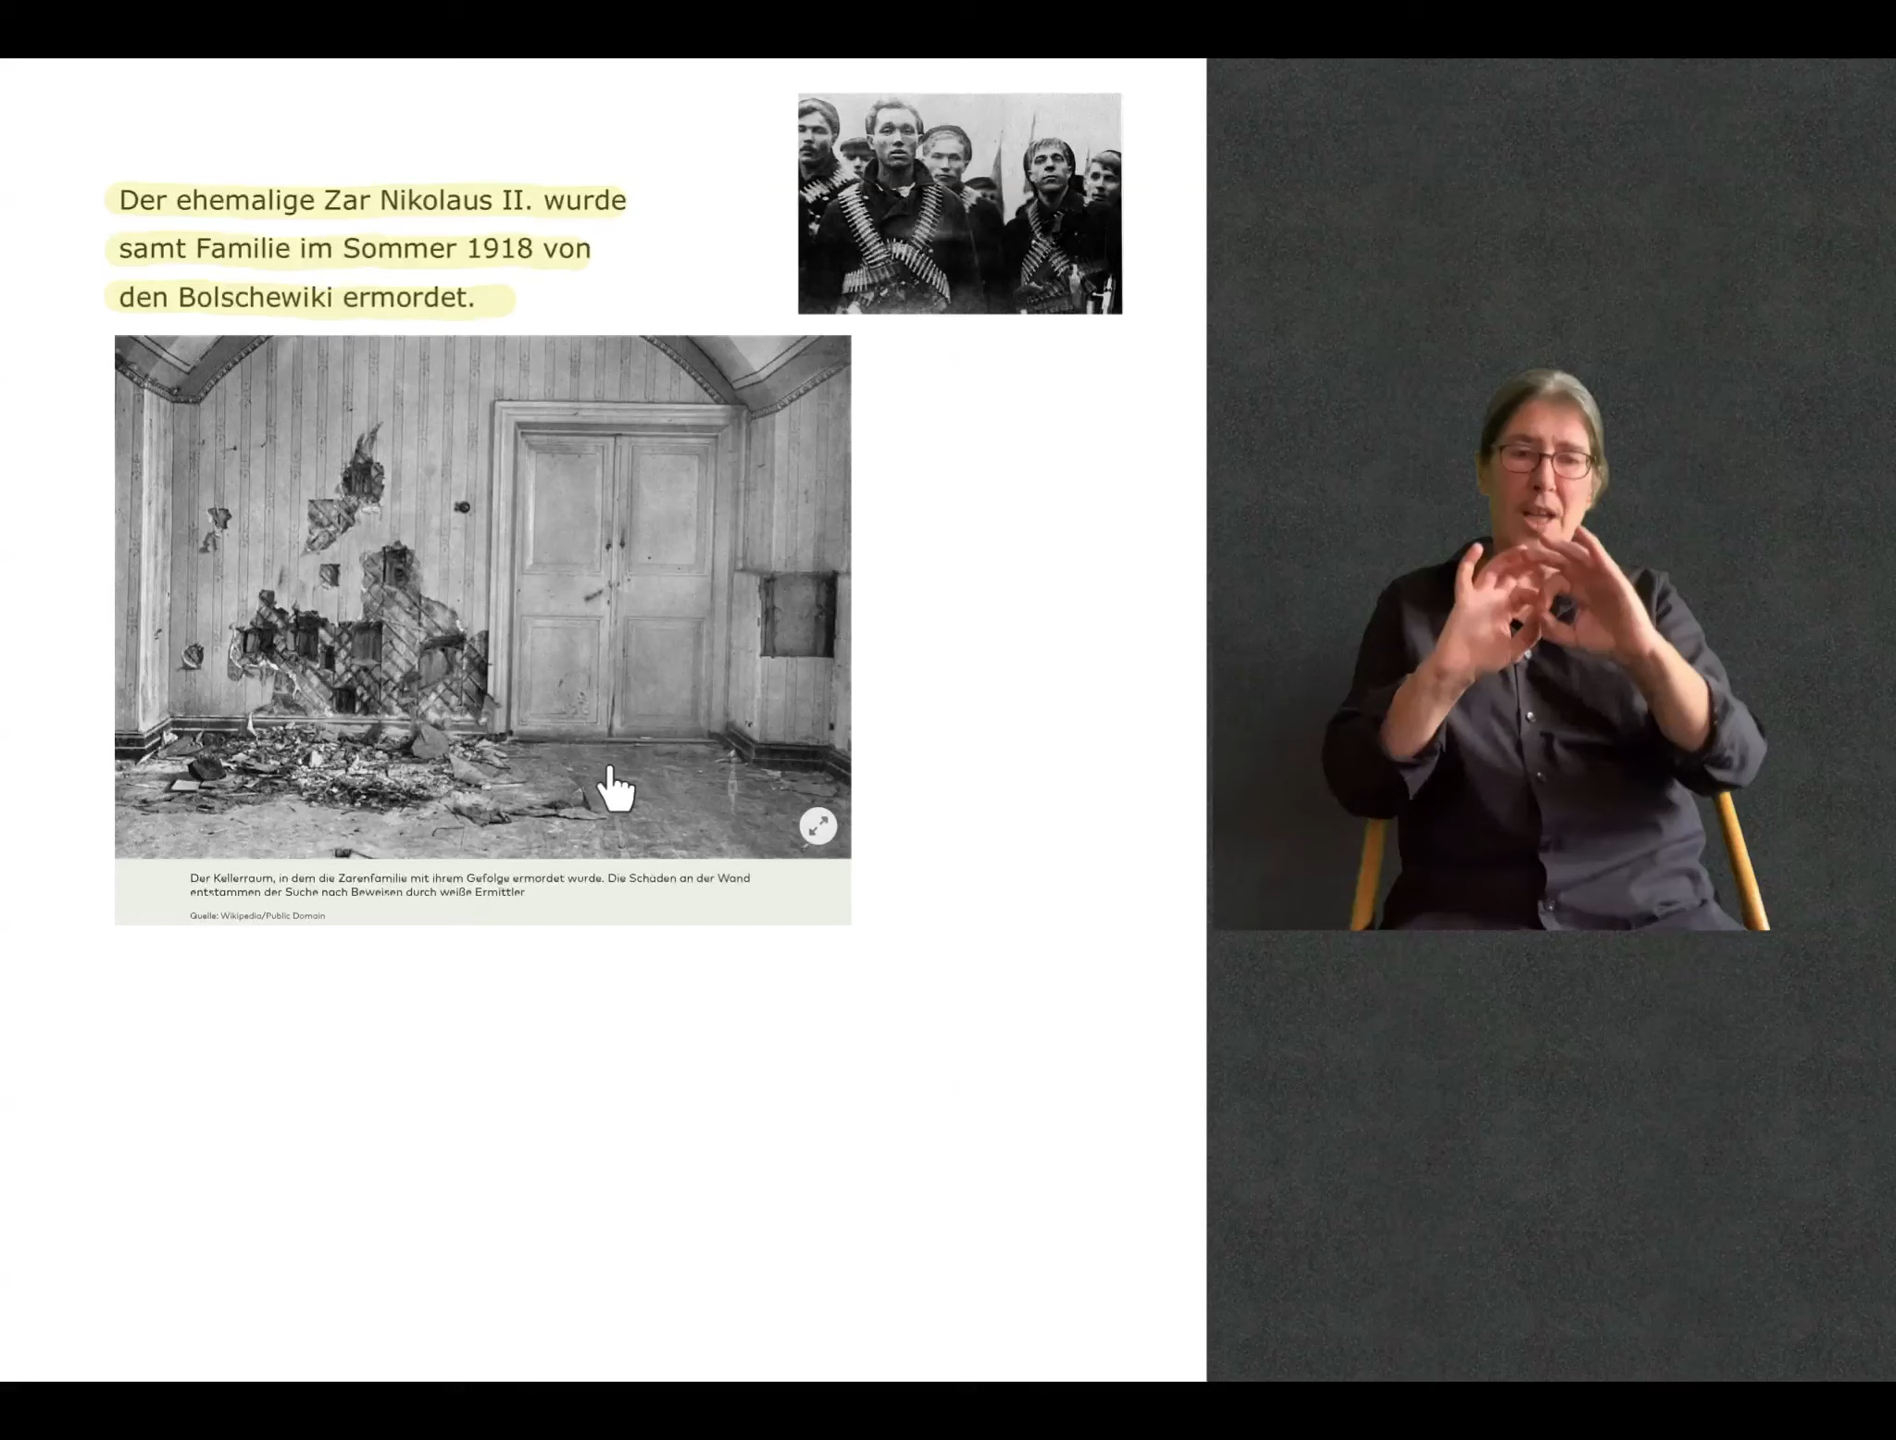 Der ehemalige Zar Nikolaus II. wurde
samt Familie im Sommer 1918 von
den Bolschewiki ermordet.
Der Kellerraum, in dem die Zarenfamilie mit ihrem Gefolge ermordet wurde. Die Schäden an der Wand
entstammen der Suche nach Beweisen durch weiße Ermittler
Quelle: Wikipedia/Public Domain